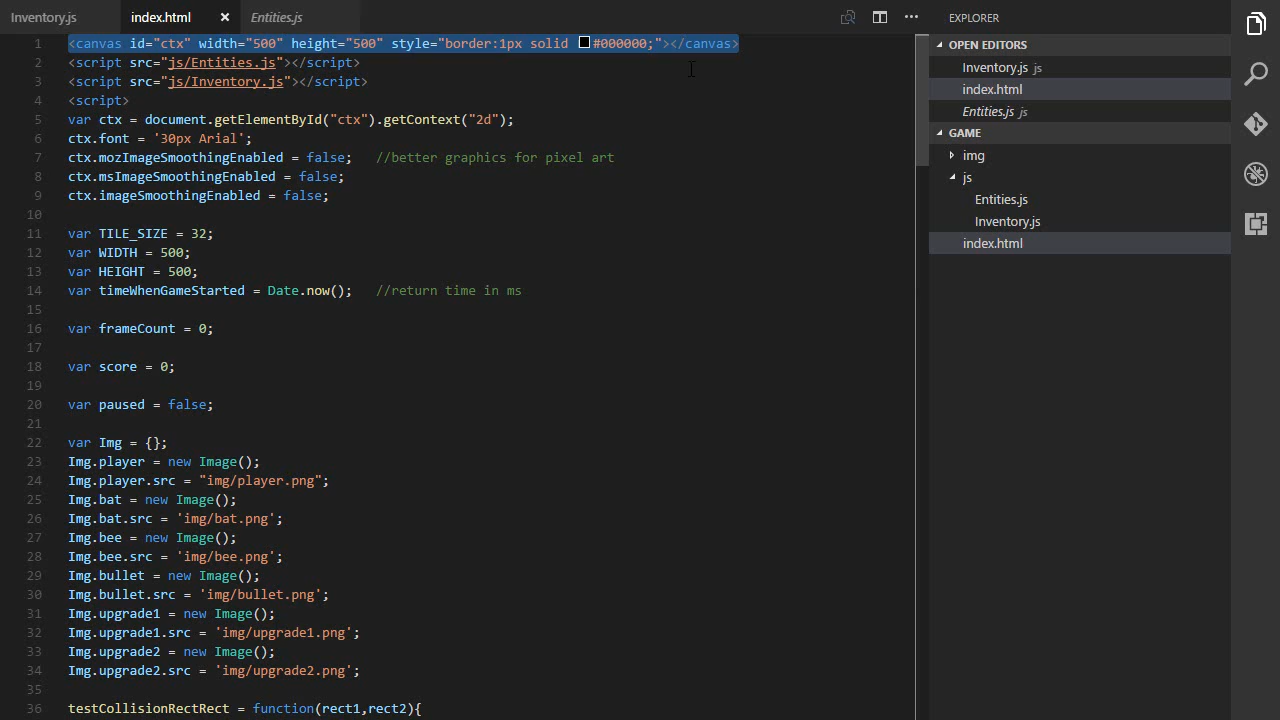 Inventory.js index.html × Entities.js
EXPLORER
1 <canvas id="ctx" width="500" height="500" style="border:1px solid #000000;"></canvas>
2 <script src="js/Entities.js"></script>
3 <script src="js/Inventory.js"></script>
4 <script>
5 var ctx = document.getElementById("ctx").getContext("2d");
6 ctx.font = '30px Arial';
7 ctx.mozImageSmoothingEnabled = false;   //better graphics for pixel art
8 ctx.msImageSmoothingEnabled = false;
9 ctx.imageSmoothingEnabled = false;
10
11 var TILE_SIZE = 32;
12 var WIDTH = 500;
13 var HEIGHT = 500;
14 var timeWhenGameStarted = Date.now();   //return time in ms
15
16 var frameCount = 0;
17
18 var score = 0;
19
20 var paused = false;
21
22 var Img = {};
23 Img.player = new Image();
24 Img.player.src = "img/player.png";
25 Img.bat = new Image();
26 Img.bat.src = 'img/bat.png';
27 Img.bee = new Image();
28 Img.bee.src = 'img/bee.png';
29 Img.bullet = new Image();
30 Img.bullet.src = 'img/bullet.png';
31 Img.upgrade1 = new Image();
32 Img.upgrade1.src = 'img/upgrade1.png';
33 Img.upgrade2 = new Image();
34 Img.upgrade2.src = 'img/upgrade2.png';
35
36 testCollisionRectRect = function(rect1,rect2){
OPEN EDITORS
Inventory.js js
index.html
Entities.js js
GAME
img
js
Entities.js
Inventory.js
index.html